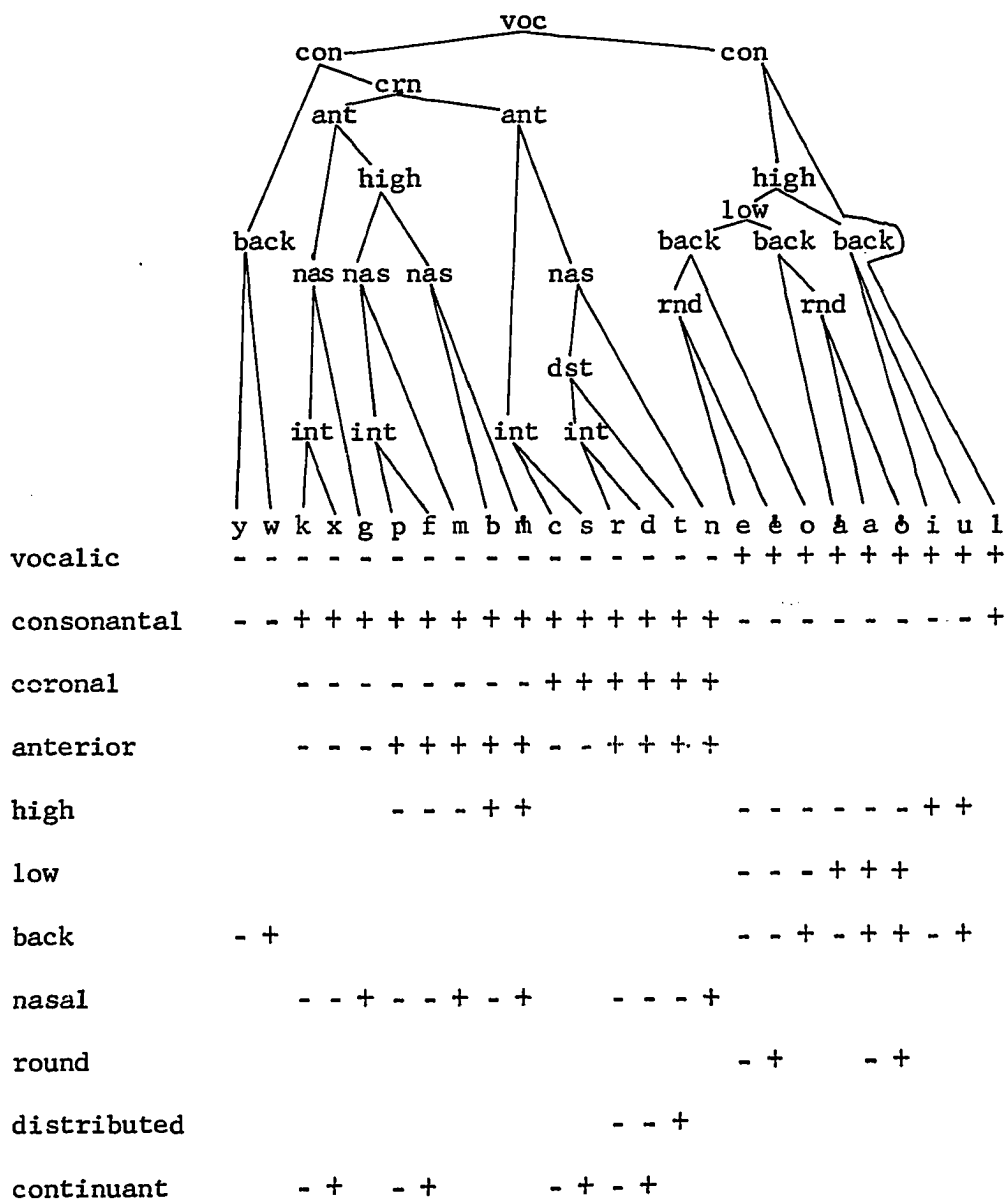 voc
con con
crn
ant ant
high high
low
back back back back
nas nas nas nas
rnd rnd
dst
int int int int
y w k x g p f m b ṁ c s r d t n e ė o ȧ a ȯ i u l
vocalic - - - - - - - - - - - - - - - - + + + + + + + + +
consonantal - - + + + + + + + + + + + + + + - - - - - - - - +
coronal - - - - - - - - + + + + + +
anterior - - - + + + + + - - + + + +
high - - - + + - - - - - - + +
low - - - + + +
back - + - - + - + + - +
nasal - - + - - + - + - - - +
round - + - +
distributed - - +
continuant - + - + - + - +